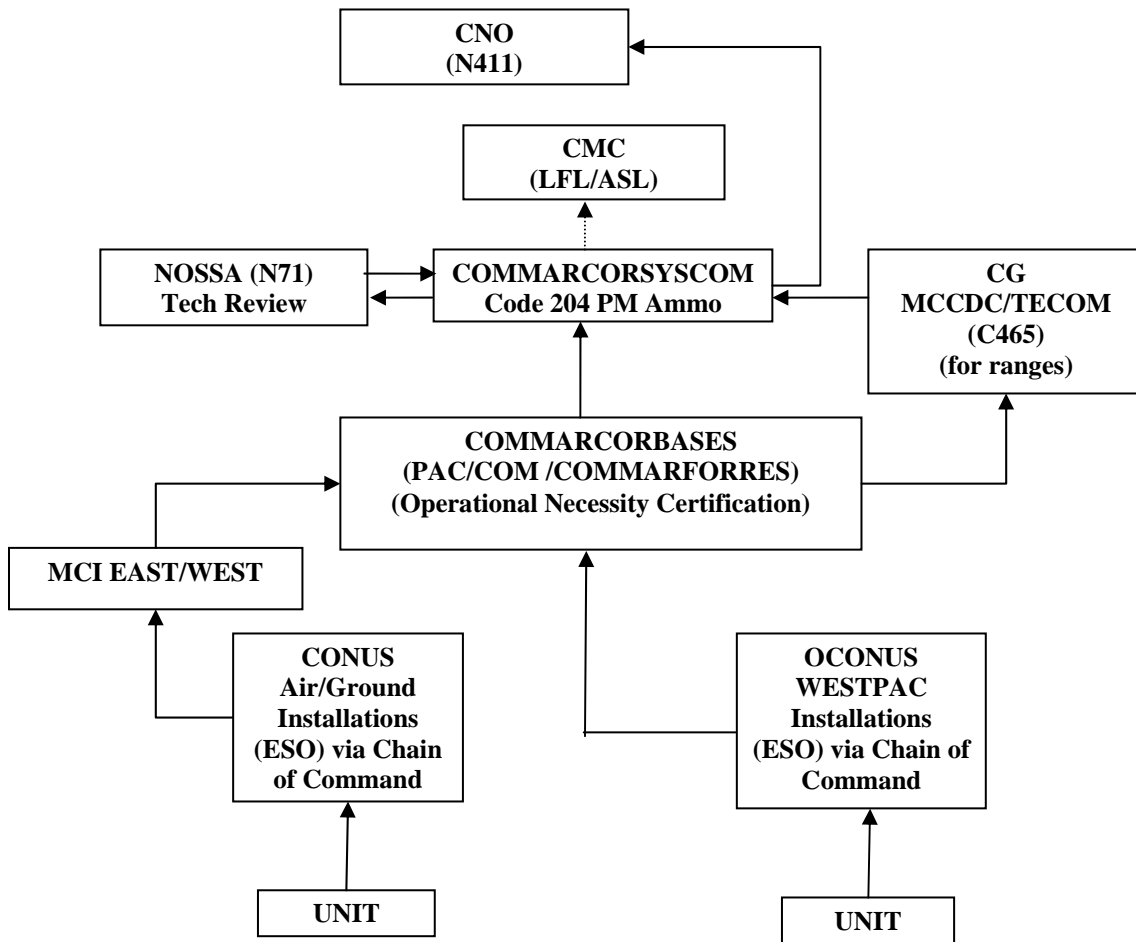 CNO
(N411)
CMC
(LFL/ASL)
NOSSA (N71)
Tech Review
COMMARCORSYSCOM
Code 204 PM Ammo
CG
MCCDC/TECOM
(C465)
(for ranges)
COMMARCORBASES
(PAC/COM /COMMARFORRES)
(Operational Necessity Certification)
MCI EAST/WEST
CONUS
Air/Ground
Installations
(ESO) via Chain
of Command
OCONUS
WESTPAC
Installations
(ESO) via Chain of
Command
UNIT
UNIT